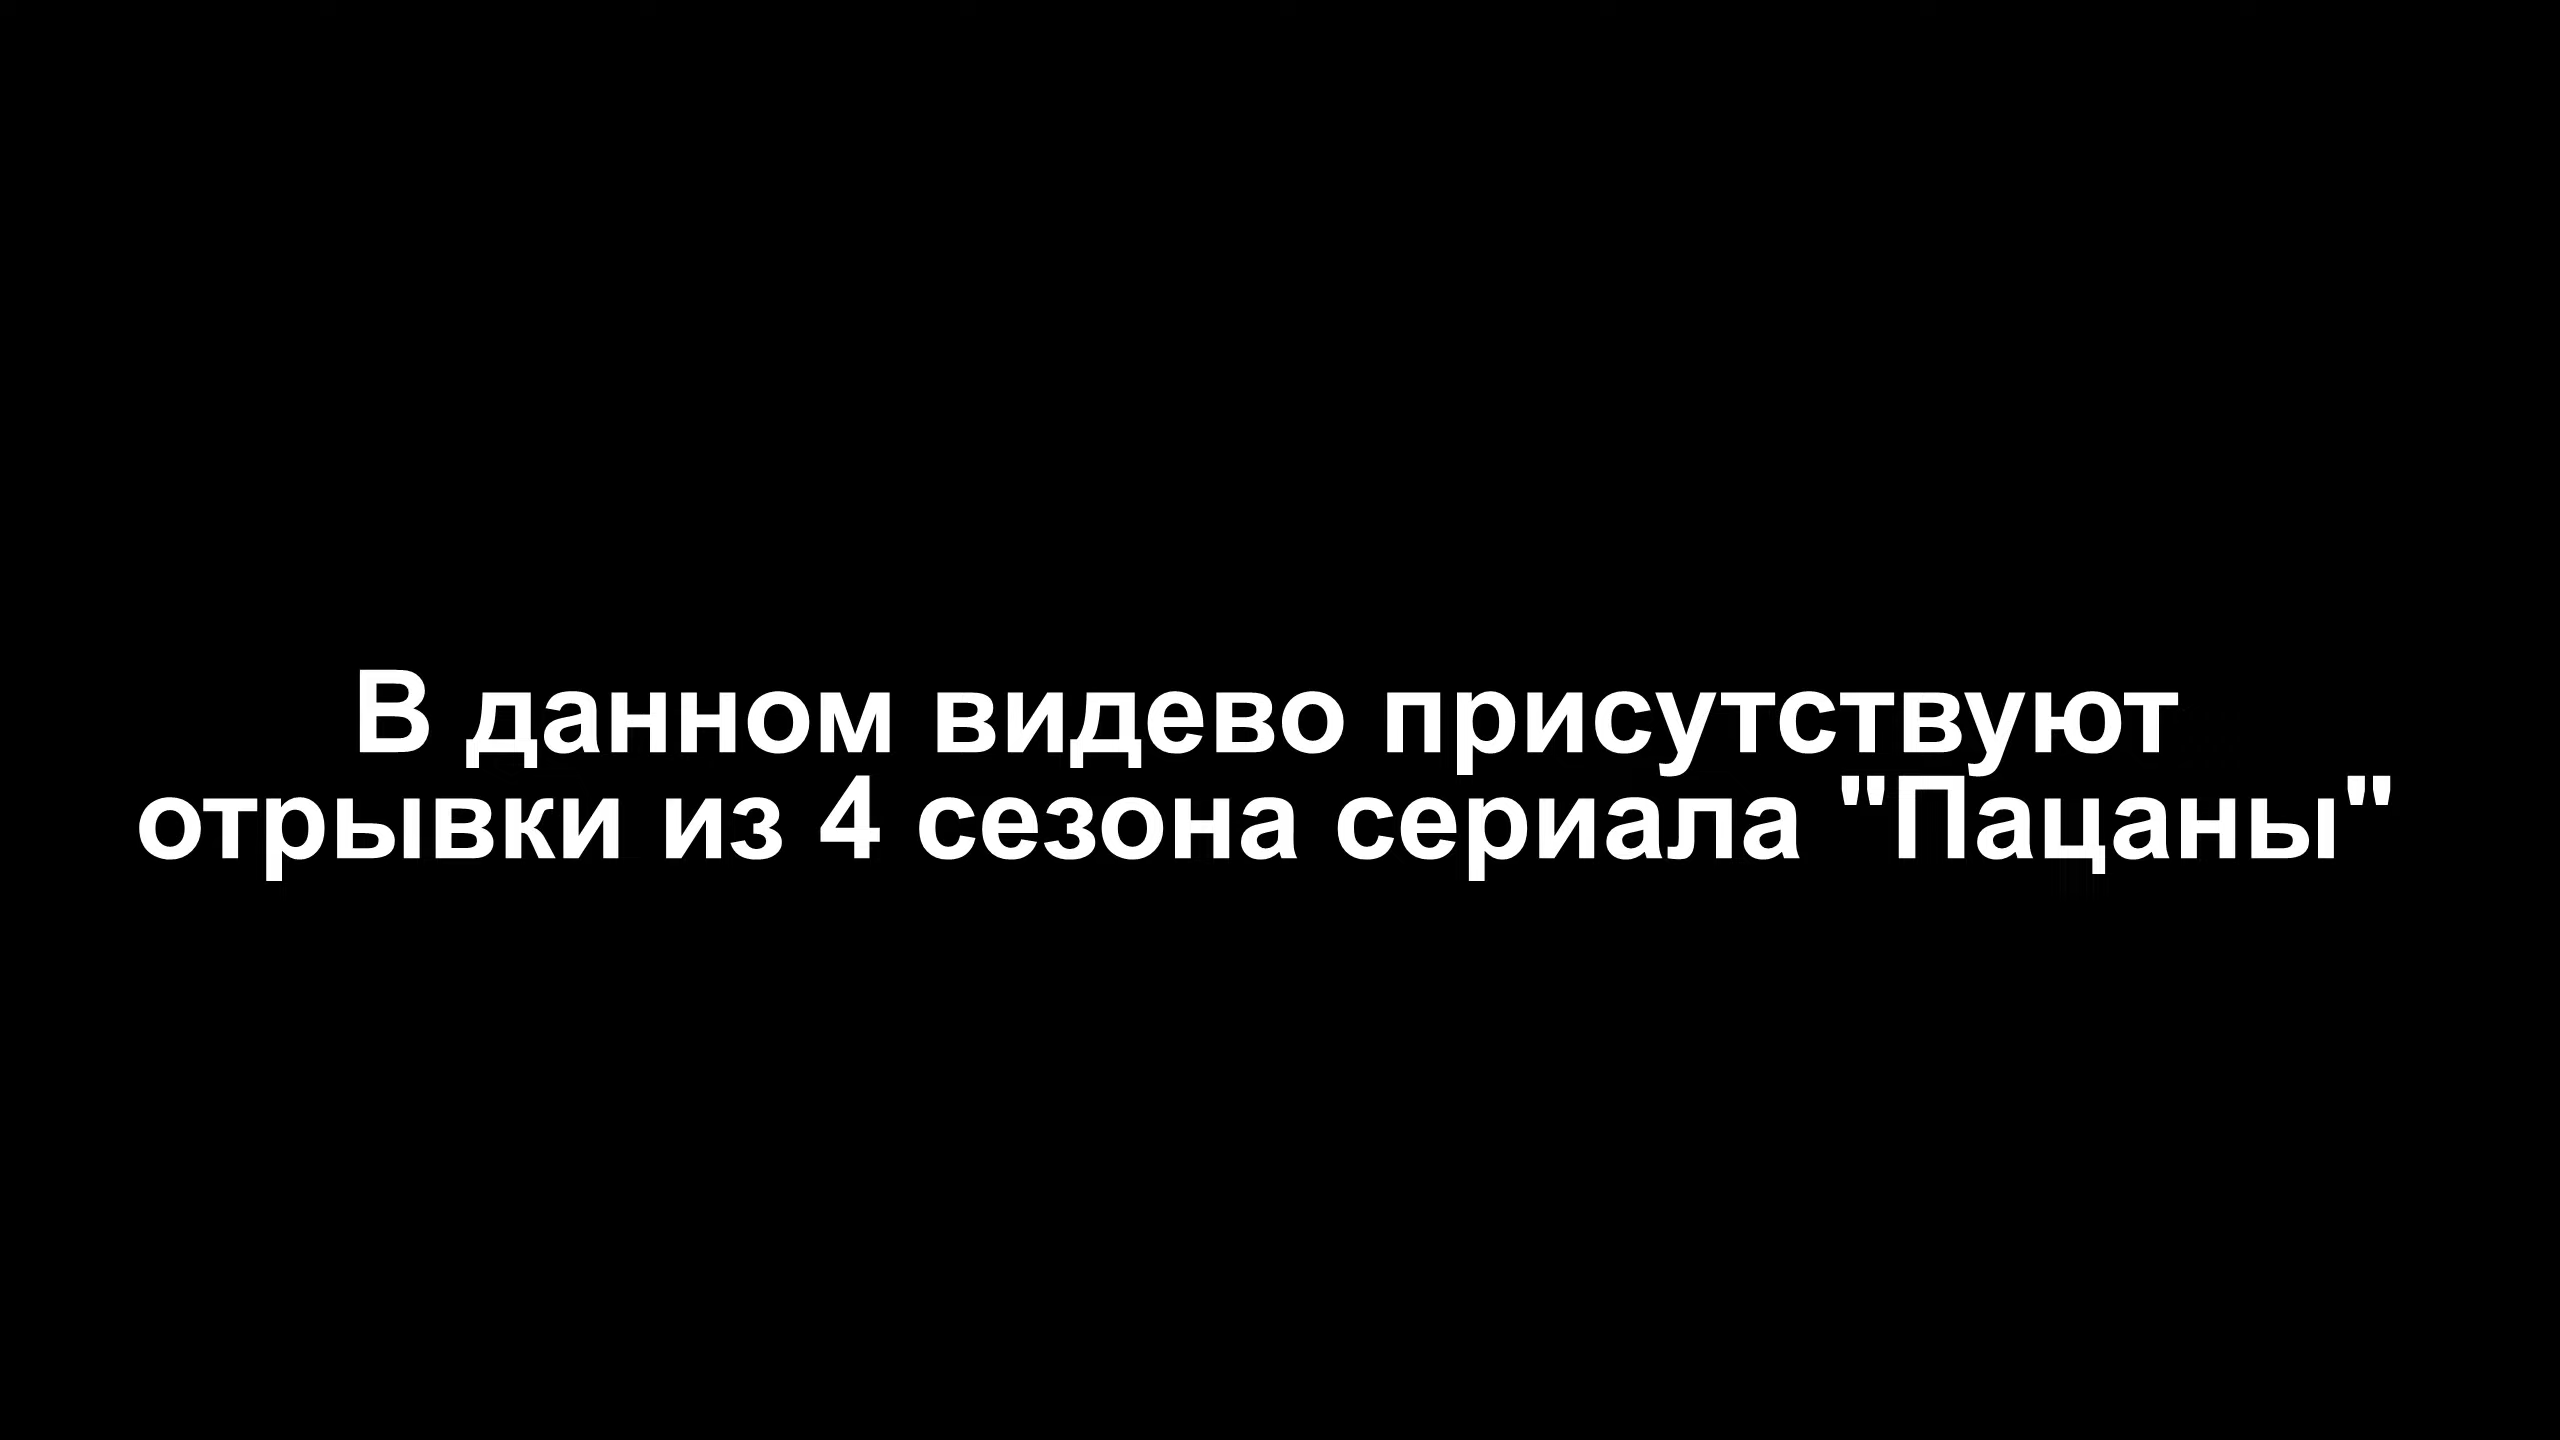 В данном видево присутствуют
отрывки из 4 сезона сериала "Пацаны"